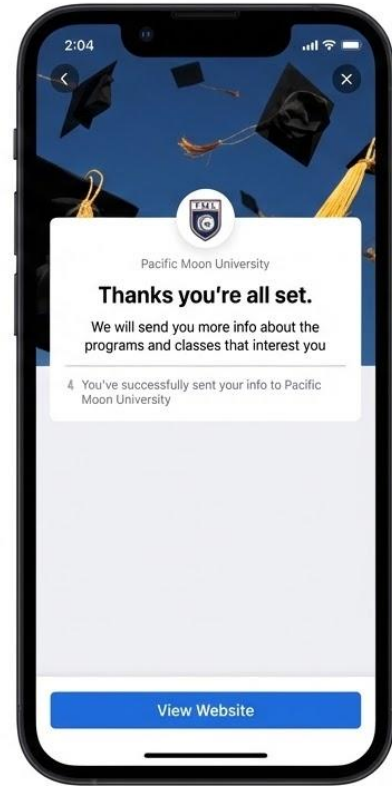 2:04
Pacific Moon University
Thanks you're all set.
We will send you more info about the
programs and classes that interest you
4 You've successfully sent your info to Pacific
Moon University
View Website